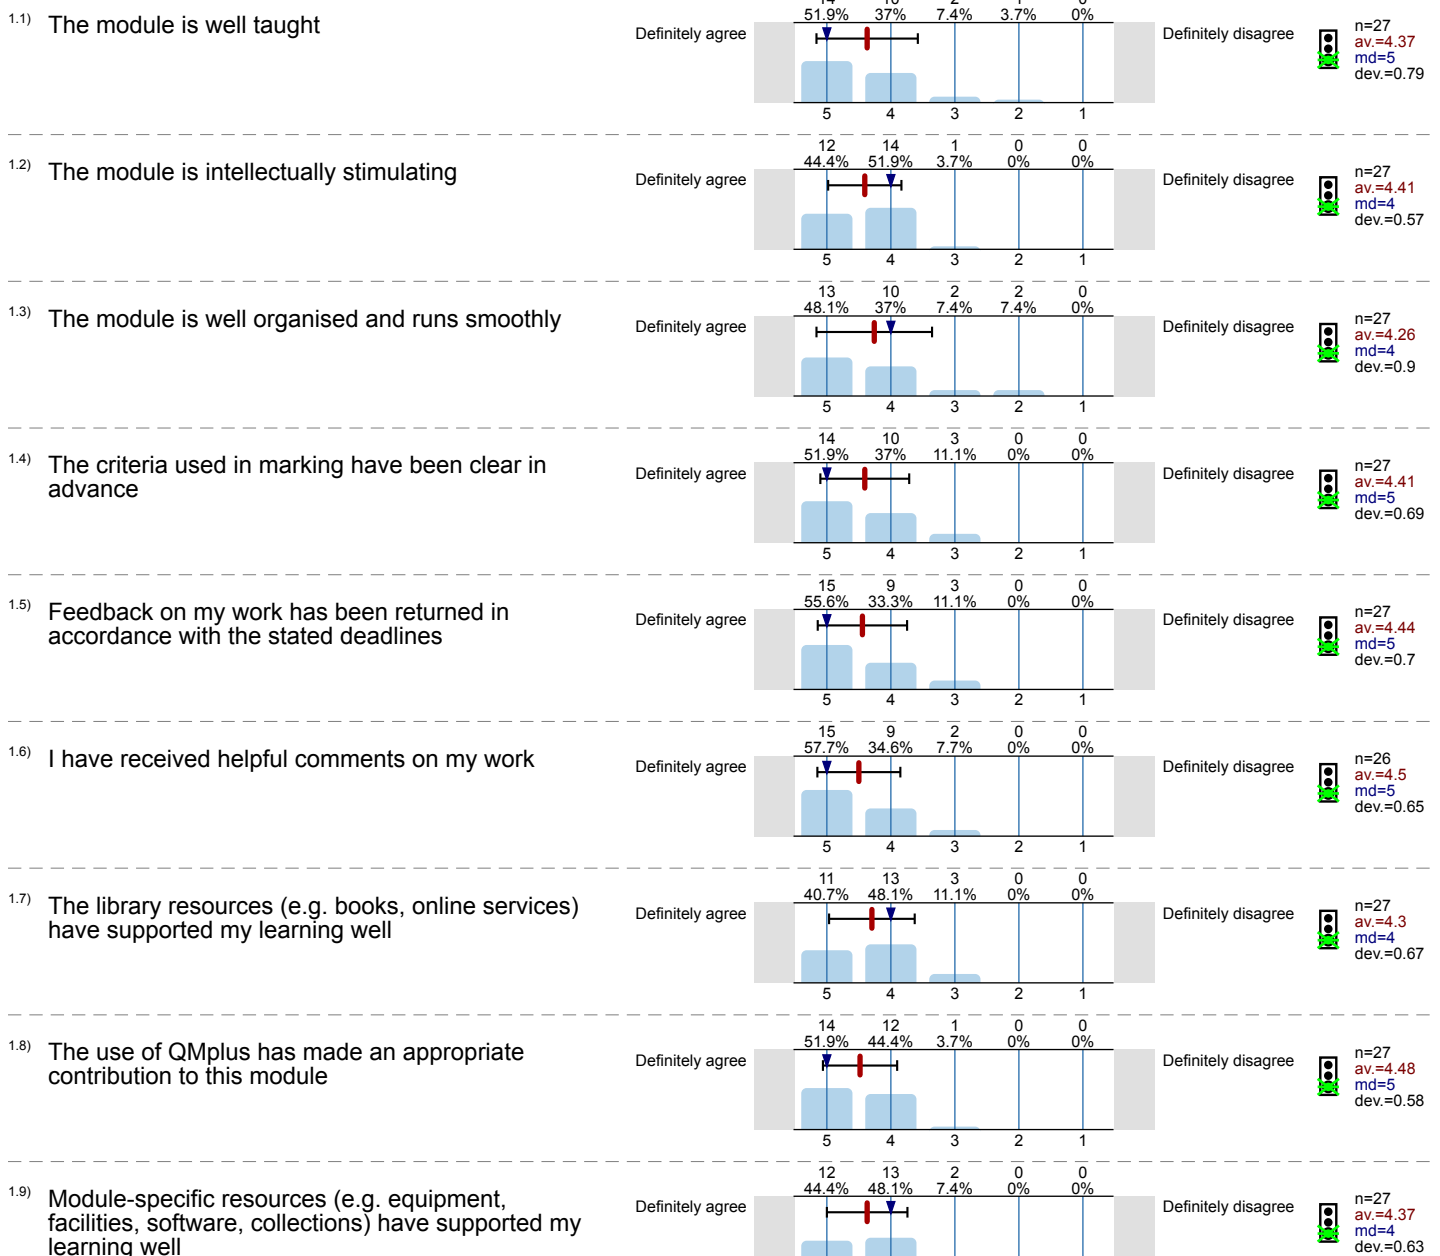 14 10 2 1 0
51.9% 37% 7.4% 3.7% 0%
1.1) The module is well taught
Definitely agree
Definitely disagree
n=27
av.=4.37
md=5
dev.=0.79
5 4 3 2 1
12 14 1 0 0
44.4% 51.9% 3.7% 0% 0%
1.2) The module is intellectually stimulating
Definitely agree
Definitely disagree
n=27
av.=4.41
md=4
dev.=0.57
5 4 3 2 1
13 10 2 2 0
48.1% 37% 7.4% 7.4% 0%
1.3) The module is well organised and runs smoothly
Definitely agree
Definitely disagree
n=27
av.=4.26
md=4
dev.=0.9
5 4 3 2 1
14 10 3 0 0
51.9% 37% 11.1% 0% 0%
1.4) The criteria used in marking have been clear in
advance
Definitely agree
Definitely disagree
n=27
av.=4.41
md=5
dev.=0.69
5 4 3 2 1
15 9 3 0 0
55.6% 33.3% 11.1% 0% 0%
1.5) Feedback on my work has been returned in
accordance with the stated deadlines
Definitely agree
Definitely disagree
n=27
av.=4.44
md=5
dev.=0.7
5 4 3 2 1
15 9 2 0 0
57.7% 34.6% 7.7% 0% 0%
1.6) I have received helpful comments on my work
Definitely agree
Definitely disagree
n=26
av.=4.5
md=5
dev.=0.65
5 4 3 2 1
11 13 3 0 0
40.7% 48.1% 11.1% 0% 0%
1.7) The library resources (e.g. books, online services)
have supported my learning well
Definitely agree
Definitely disagree
n=27
av.=4.3
md=4
dev.=0.67
5 4 3 2 1
14 12 1 0 0
51.9% 44.4% 3.7% 0% 0%
1.8) The use of QMplus has made an appropriate
contribution to this module
Definitely agree
Definitely disagree
n=27
av.=4.48
md=5
dev.=0.58
5 4 3 2 1
12 13 2 0 0
44.4% 48.1% 7.4% 0% 0%
1.9) Module-specific resources (e.g. equipment,
facilities, software, collections) have supported my
learning well
Definitely agree
Definitely disagree
n=27
av.=4.37
md=4
dev.=0.63